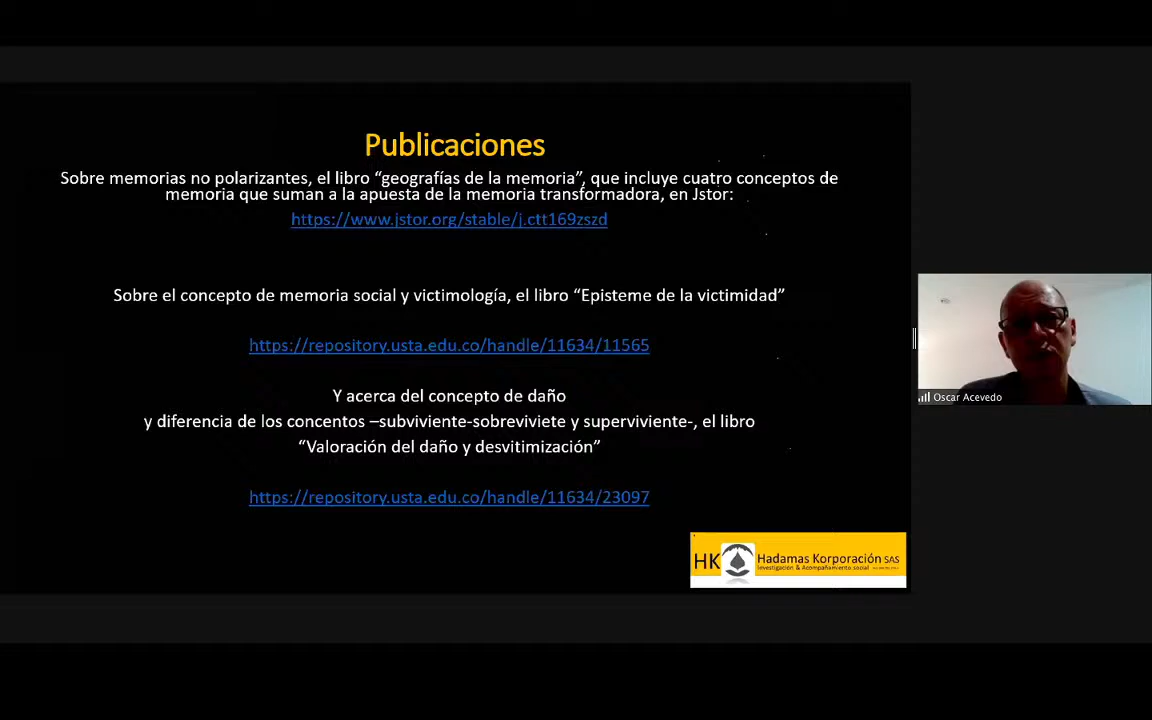 Publicaciones
Sobre memorias no polarizantes, el libro “geografías de la memoria”, que incluye cuatro conceptos de
memoria que suman a la apuesta de la memoria transformadora, en Jstor:
https://www.jstor.org/stable/j.ctt169zszd
Sobre el concepto de memoria social y victimología, el libro “Episteme de la victimidad”
https://repository.usta.edu.co/handle/11634/11565
Y acerca del concepto de daño
y diferencia de los concentos –subviviente-sobreviviete y superviviente-, el libro
“Valoración del daño y desvitimización”
https://repository.usta.edu.co/handle/11634/23097
Oscar Acevedo
HK Hadamas Korporación SAS
Investigación & Acompañamiento social